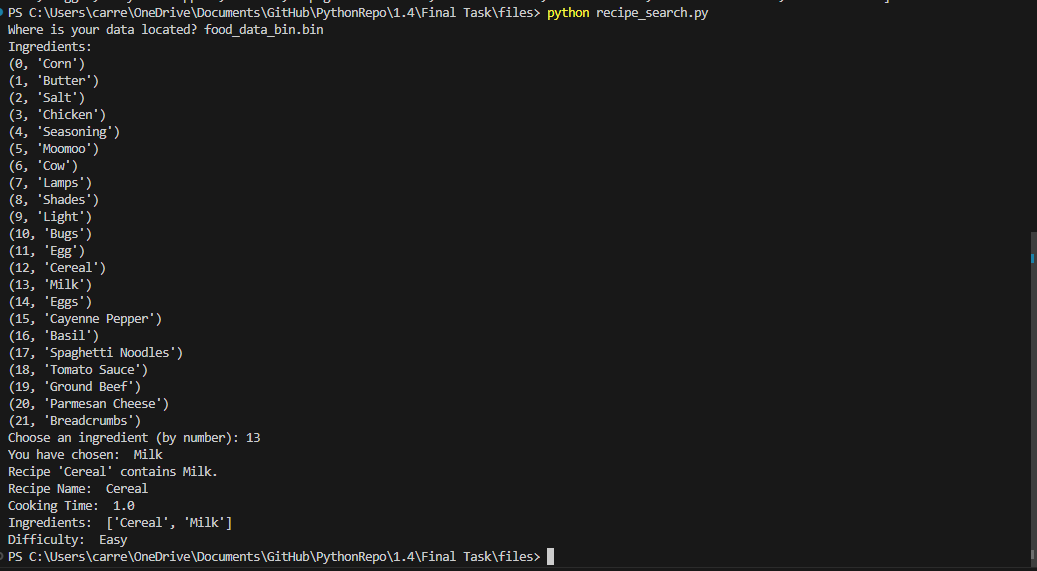 PS C:\Users\carre\OneDrive\Documents\GitHub\PythonRepo\1.4\Final Task\files> python recipe_search.py
Where is your data located? food_data_bin.bin
Ingredients:
(0, 'Corn')
(1, 'Butter')
(2, 'Salt')
(3, 'Chicken')
(4, 'Seasoning')
(5, 'Moomoo')
(6, 'Cow')
(7, 'Lamps')
(8, 'Shades')
(9, 'Light')
(10, 'Bugs')
(11, 'Egg')
(12, 'Cereal')
(13, 'Milk')
(14, 'Eggs')
(15, 'Cayenne Pepper')
(16, 'Basil')
(17, 'Spaghetti Noodles')
(18, 'Tomato Sauce')
(19, 'Ground Beef')
(20, 'Parmesan Cheese')
(21, 'Breadcrumbs')
Choose an ingredient (by number): 13
You have chosen:  Milk
Recipe 'Cereal' contains Milk.
Recipe Name:  Cereal
Cooking Time:  1.0
Ingredients:  ['Cereal', 'Milk']
Difficulty:  Easy
PS C:\Users\carre\OneDrive\Documents\GitHub\PythonRepo\1.4\Final Task\files>